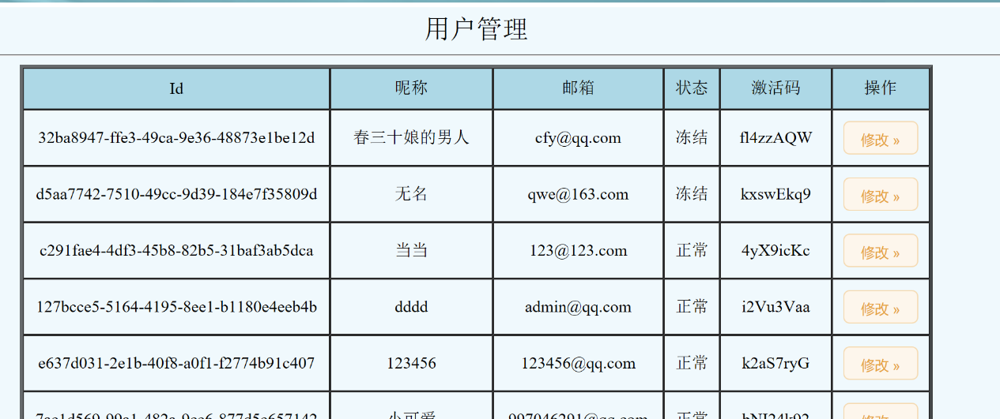 用户管理
Id 昵称 邮箱 状态 激活码 操作
32ba8947-ffe3-49ca-9e36-48873e1be12d 春三十娘的男人 cfy@qq.com 冻结 fl4zzAQW 修改 »
d5aa7742-7510-49cc-9d39-184e7f35809d 无名 qwe@163.com 冻结 kxswEkq9 修改 »
c291fae4-4df3-45b8-82b5-31baf3ab5dca 当当 123@123.com 正常 4yX9icKc 修改 »
127bcce5-5164-4195-8ee1-b1180e4eeb4b dddd admin@qq.com 正常 i2Vu3Vaa 修改 »
e637d031-2e1b-40f8-a0f1-f2774b91c407 123456 123456@qq.com 正常 k2aS7ryG 修改 »
小可爱 正常 修改 »